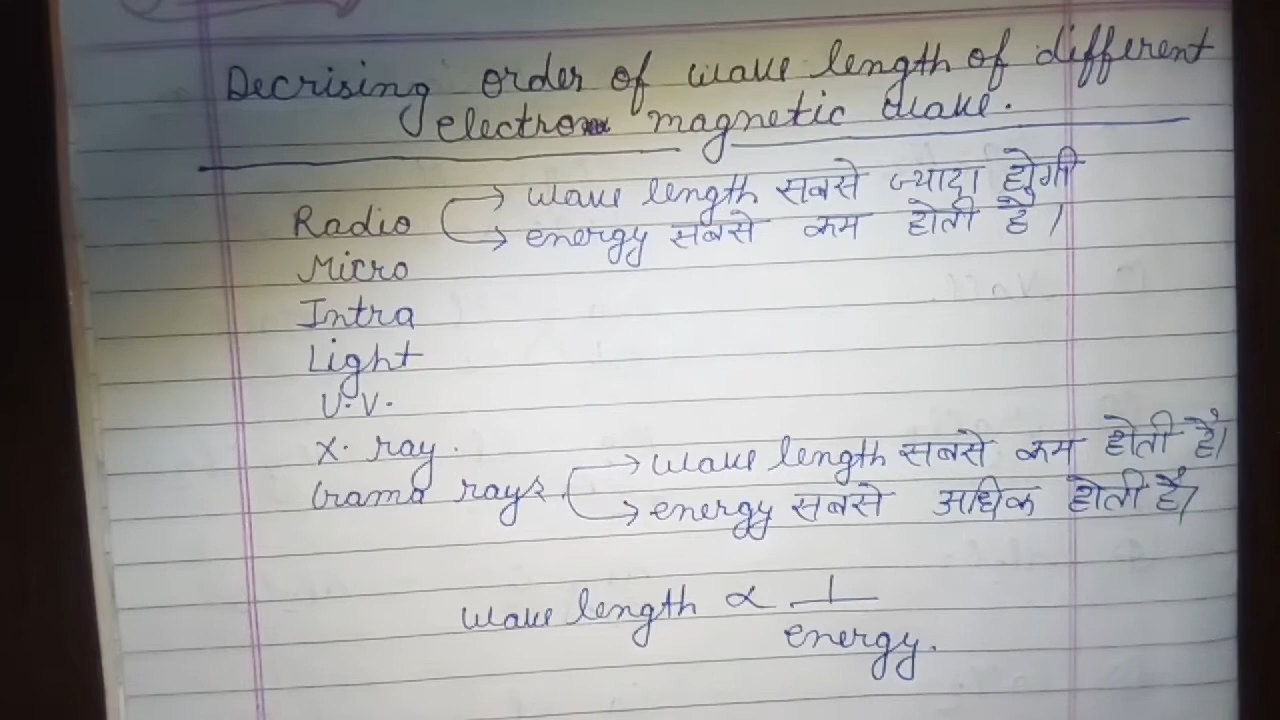 Decrising order of wave length of different
electro magnetic wave.
Radio → wave length सबसे ज्यादा होगी
→ energy सबसे कम होती है।
Micro
Intra
Light
U.V.
X. ray.
Gama rays → wave length सबसे कम होती है।
→ energy सबसे अधिक होती है।
wave length ∝ 1
energy.